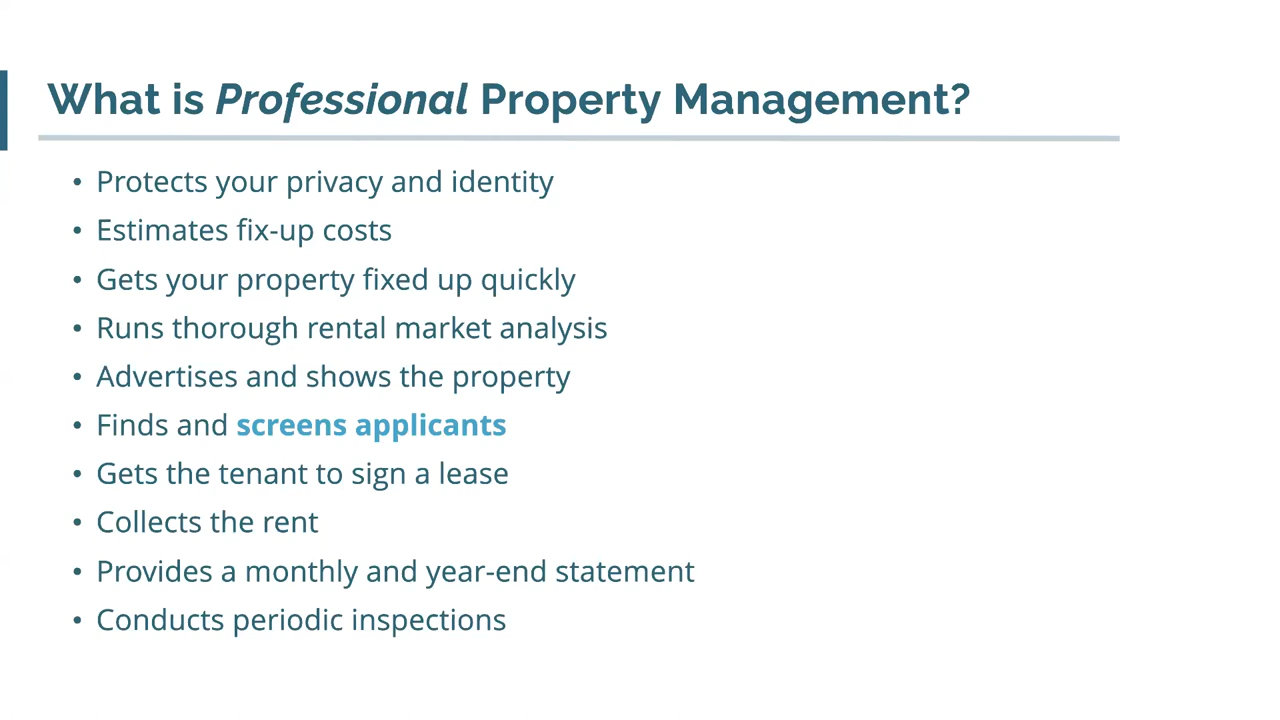 What is Professional Property Management?
• Protects your privacy and identity
• Estimates fix-up costs
• Gets your property fixed up quickly
• Runs thorough rental market analysis
• Advertises and shows the property
• Finds and screens applicants
• Gets the tenant to sign a lease
• Collects the rent
• Provides a monthly and year-end statement
• Conducts periodic inspections